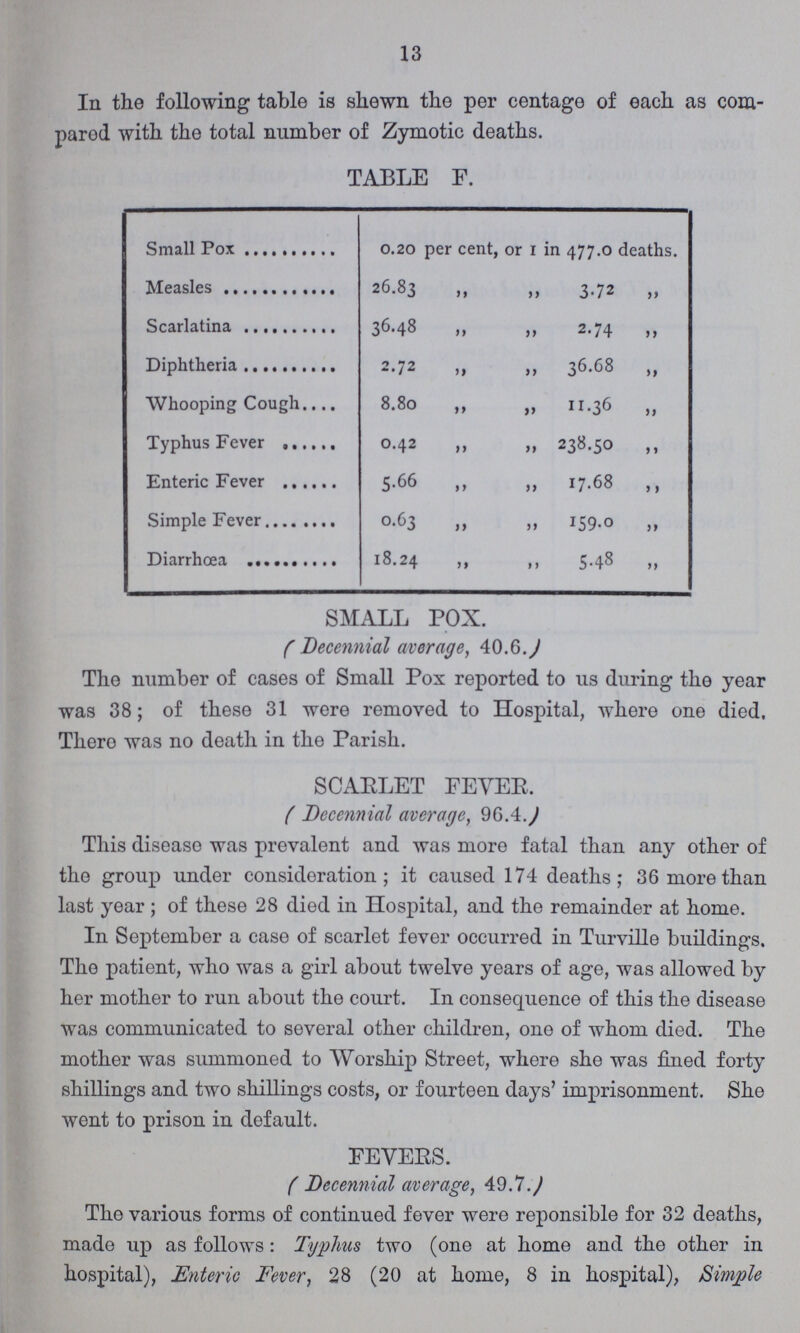 13
In the following table is shewn the per centage of each as com-
pared with the total number of Zymotic deaths.
TABLE F.
Small Pox .......... 0.20 per cent, or 1 in 477.0 deaths.
Measles ............ 26.83 ,, ,, 3.72 ,,
Scarlatina .......... 36.48 ,, ,, 2.74 ,,
Diphtheria .......... 2.72 ,, ,, 36.68 ,,
Whooping Cough.... 8.80 ,, ,, 11.36 ,,
Typhus Fever ...... 0.42 ,, ,, 238.50 ,,
Enteric Fever ...... 5.66 ,, ,, 17.68 ,,
Simple Fever........ 0.63 ,, ,, 159.0 ,,
Diarrhœa .......... 18.24 ,, ,, 5.48 ,,
SMALL POX.
(Decennial average, 40.6.)
The number of cases of Small Pox reported to us during the year
was 38; of these 31 were removed to Hospital, where one died.
There was no death in the Parish.
SCARLET FEVER.
(Decennial average, 96.4.)
This disease was prevalent and was more fatal than any other of
the group under consideration; it caused 174 deaths; 36 more than
last year; of these 28 died in Hospital, and the remainder at home.
In September a case of scarlet fever occurred in Turville buildings.
The patient, who was a girl about twelve years of age, was allowed by
her mother to run about the court. In consequence of this the disease
was communicated to several other children, one of whom died. The
mother was summoned to Worship Street, where she was fined forty
shillings and two shillings costs, or fourteen days' imprisonment. She
went to prison in default.
FEVERS.
(Decennial average, 49.7.)
The various forms of continued fever were reponsible for 32 deaths,
made up as follows: Typhus two (one at home and the other in
hospital), Enteric Fever, 28 (20 at home, 8 in hospital), Simple